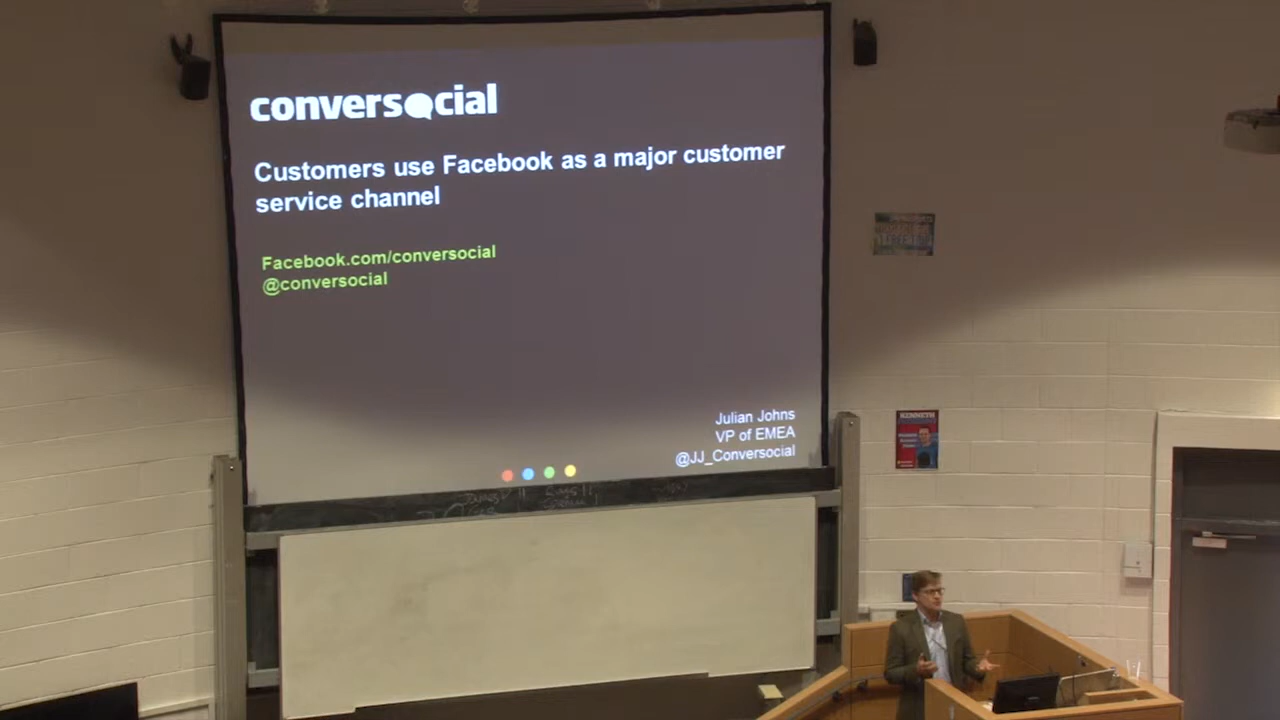 conversocial
Customers use Facebook as a major customer
service channel
Facebook.com/conversocial
@conversocial
Julian Johns
VP of EMEA
@JJ_Conversocial
KENNETH